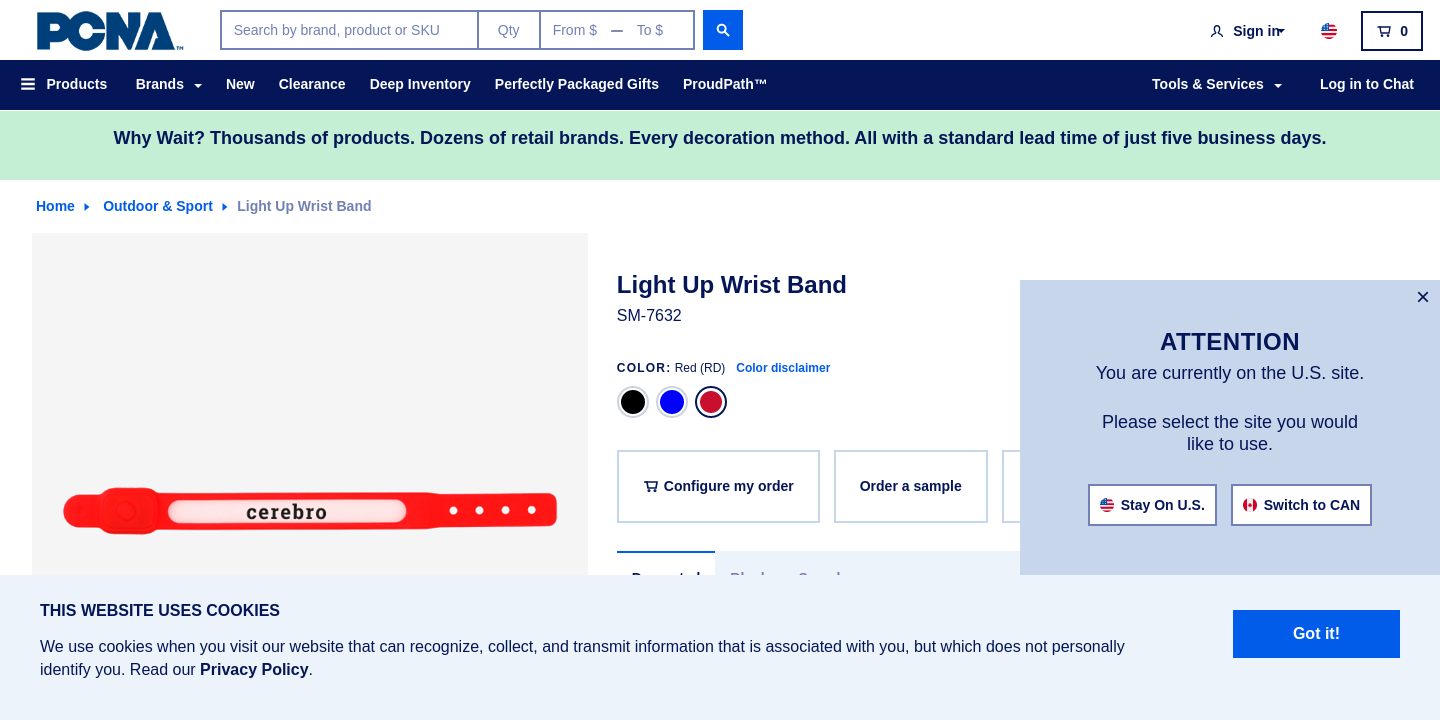 PCNA™
Search by brand, product or SKU
Qty
From $ — To $
Sign in
0
Products
Brands
New
Clearance
Deep Inventory
Perfectly Packaged Gifts
ProudPath™
Tools & Services
Log in to Chat
Why Wait? Thousands of products. Dozens of retail brands. Every decoration method. All with a standard lead time of just five business days.
Home
Outdoor & Sport
Light Up Wrist Band
cerebro
Light Up Wrist Band
SM-7632
COLOR: Red (RD) Color disclaimer
Configure my order
Order a sample
×
ATTENTION
You are currently on the U.S. site.
Please select the site you would
like to use.
Stay On U.S.
Switch to CAN
THIS WEBSITE USES COOKIES
We use cookies when you visit our website that can recognize, collect, and transmit information that is associated with you, but which does not personally
identify you. Read our Privacy Policy.
Got it!